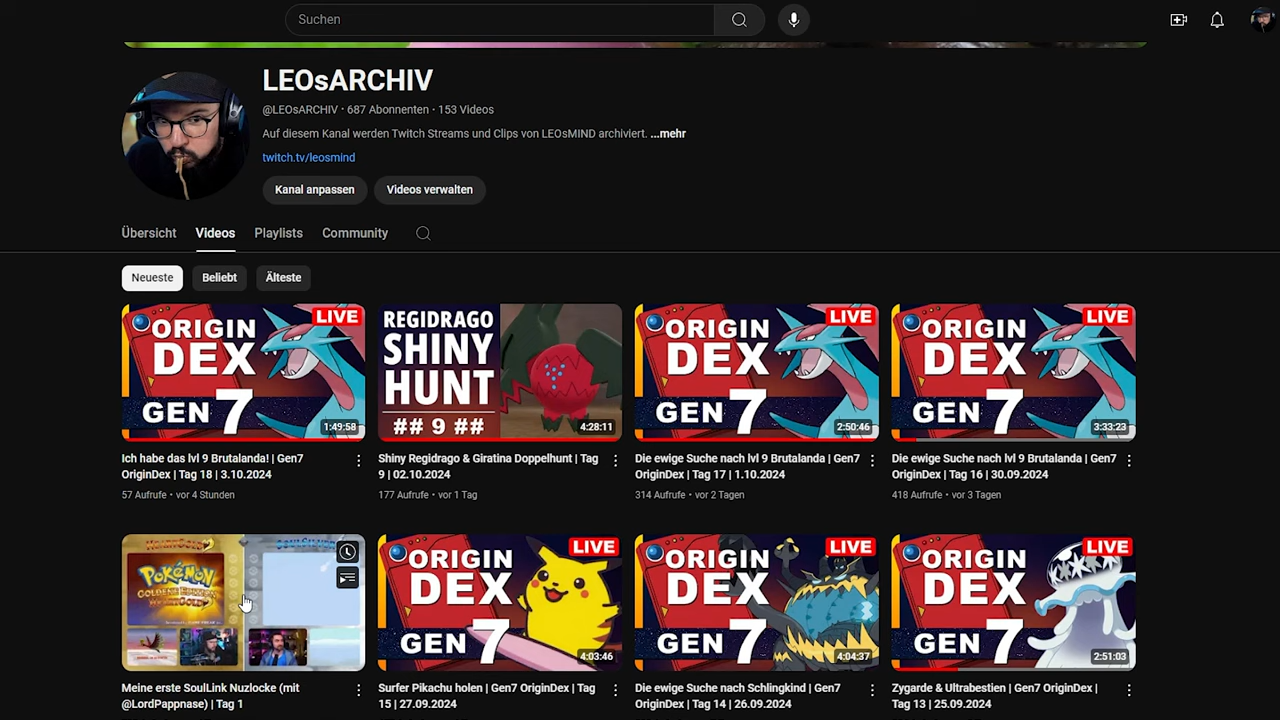 Suchen
LEOsARCHIV
@LEOsARCHIV • 687 Abonnenten • 153 Videos
Auf diesem Kanal werden Twitch Streams und Clips von LEOsMIND archiviert. ...mehr
twitch.tv/leosmind
Kanal anpassen
Videos verwalten
Übersicht
Videos
Playlists
Community
Neueste
Beliebt
Älteste
LIVE
ORIGIN
DEX
GEN 7
1:49:58
Ich habe das lvl 9 Brutalanda! | Gen7
OriginDex | Tag 18 | 3.10.2024
57 Aufrufe • vor 4 Stunden
REGIDRAGO
SHINY
HUNT
## 9 ##
4:28:11
Shiny Regidrago & Giratina Doppelhunt | Tag
9 | 02.10.2024
177 Aufrufe • vor 1 Tag
LIVE
ORIGIN
DEX
GEN 7
2:50:46
Die ewige Suche nach lvl 9 Brutalanda | Gen7
OriginDex | Tag 17 | 1.10.2024
314 Aufrufe • vor 2 Tagen
LIVE
ORIGIN
DEX
GEN 7
3:33:23
Die ewige Suche nach lvl 9 Brutalanda | Gen7
OriginDex | Tag 16 | 30.09.2024
418 Aufrufe • vor 3 Tagen
POKÉMON
GOLDENE EDITION
HEARTGOLD
Meine erste SoulLink Nuzlocke (mit
@LordPappnase) | Tag 1
LIVE
ORIGIN
DEX
GEN 7
4:03:46
Surfer Pikachu holen | Gen7 OriginDex | Tag
15 | 27.09.2024
LIVE
ORIGIN
DEX
GEN 7
4:04:37
Die ewige Suche nach Schlingkind | Gen7
OriginDex | Tag 14 | 26.09.2024
LIVE
ORIGIN
DEX
GEN 7
2:51:03
Zygarde & Ultrabestien | Gen7 OriginDex |
Tag 13 | 25.09.2024